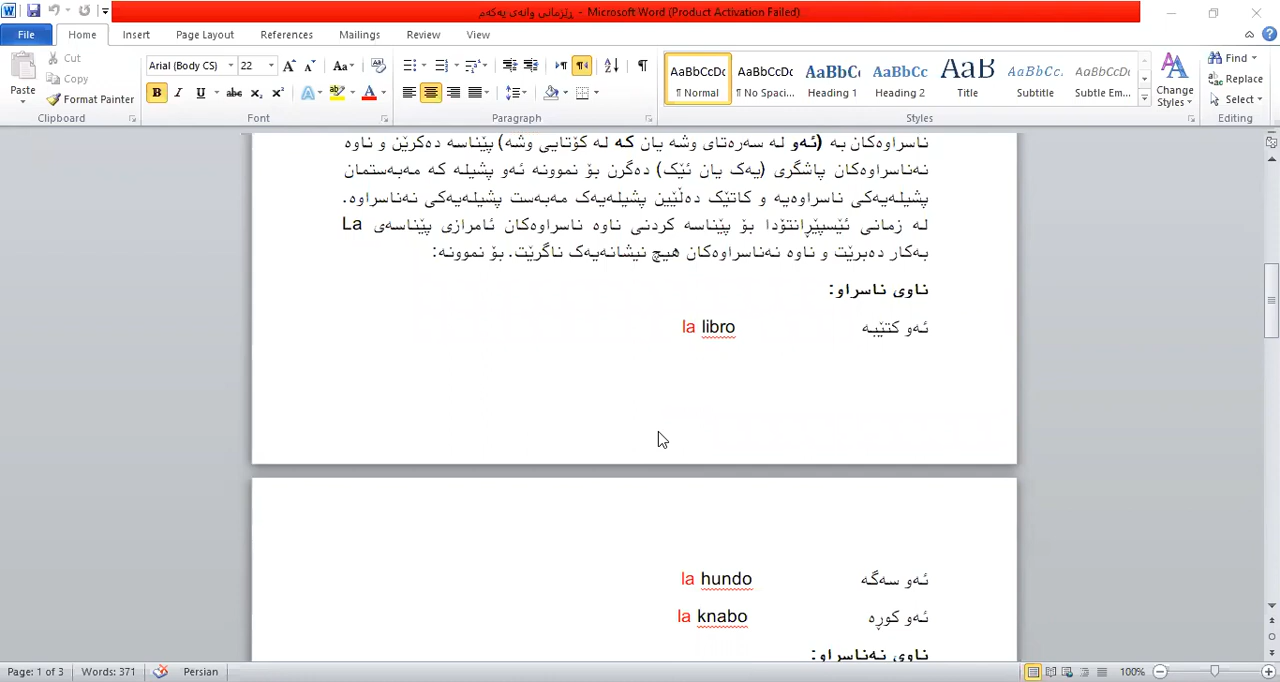 ڕێزمانی وانەی یەکەم - Microsoft Word (Product Activation Failed)
File Home Insert Page Layout References Mailings Review View
Cut
Copy
Format Painter
Paste
Clipboard
Arial (Body CS) 22
Font
Paragraph
AaBbCcDc AaBbCcDc AaBbCc AaBbCc AaB AaBbCc. AaBbCcDc
¶ Normal ¶ No Spaci... Heading 1 Heading 2 Title Subtitle Subtle Em...
Change Styles
Styles
Find
Replace
Select
Editing
ناسراوەکان بە (ئەو لە سەرەتای وشە یان کە لە کۆتایی وشە) پێناسە دەکرێن و ناوە
نەناسراوەکان پاشگری (یەک یان ئێک) دەگرن بۆ نموونە ئەو پشیلە کە مەبەستمان
پشیلەیەکی ناسراوەیە و کاتێک دەڵێین پشیلەیەک مەبەست پشیلەیەکی نەناسراوە.
لە زمانی ئێسپێرانتۆدا بۆ پێناسە کردنی ناوە ناسراوەکان ئامرازی پێناسەی La
بەکار دەبرێت و ناوە نەناسراوەکان هیچ نیشانەیەک ناگرێت. بۆ نموونە:
ناوی ناسراو:
ئەو کتێبە la libro
ئەو سەگە la hundo
ئەو کوڕە la knabo
ناوی نەناسراو:
Page: 1 of 3 Words: 371 Persian 100%